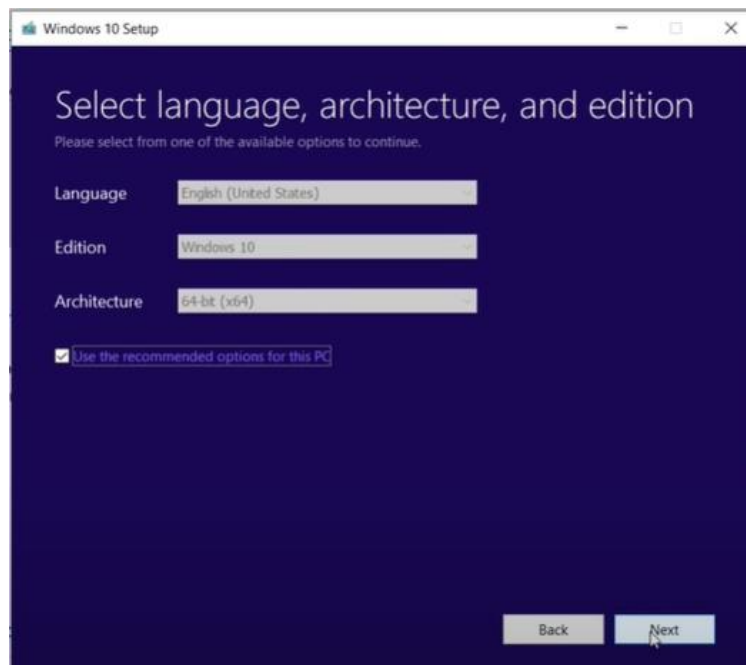 Windows 10 Setup
Select language, architecture, and edition
Please select from one of the available options to continue.
Language English (United States)
Edition Windows 10
Architecture 64-bit (x64)
Use the recommended options for this PC
Back Next